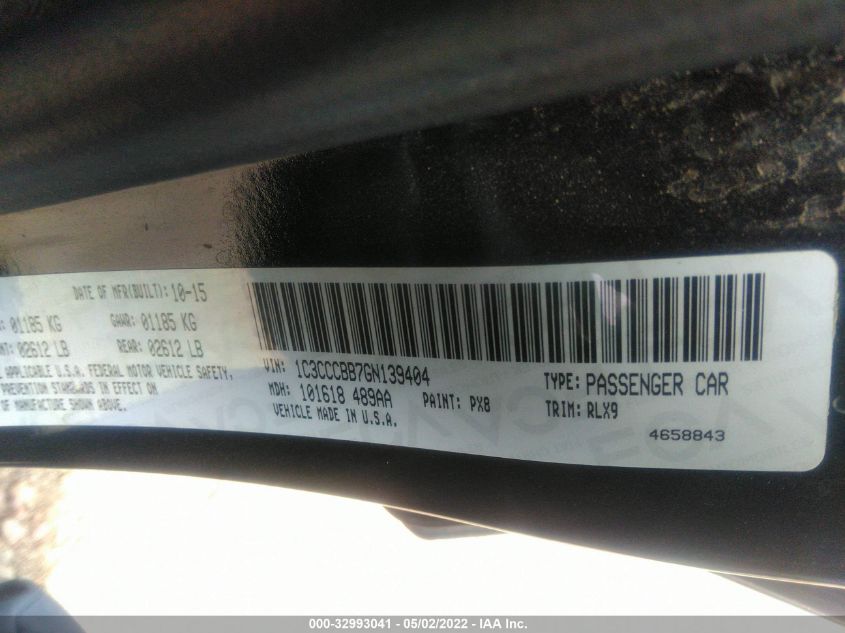 DATE OF MFR(BUILT): 10-15
01185 KG GAWR: 01185 KG
02612 LB REAR: 02612 LB
APPLICABLE U.S.A. FEDERAL MOTOR VEHICLE SAFETY,
PREVENTION STANDARDS IN EFFECT ON
OF MANUFACTURE SHOWN ABOVE.
VIN: 1C3CCCBB7GN139404
MDH: 101618 489AA
PAINT: PX8
VEHICLE MADE IN U.S.A.
TYPE: PASSENGER CAR
TRIM: RLX9
4658843
000-32993041 - 05/02/2022 - IAA Inc.